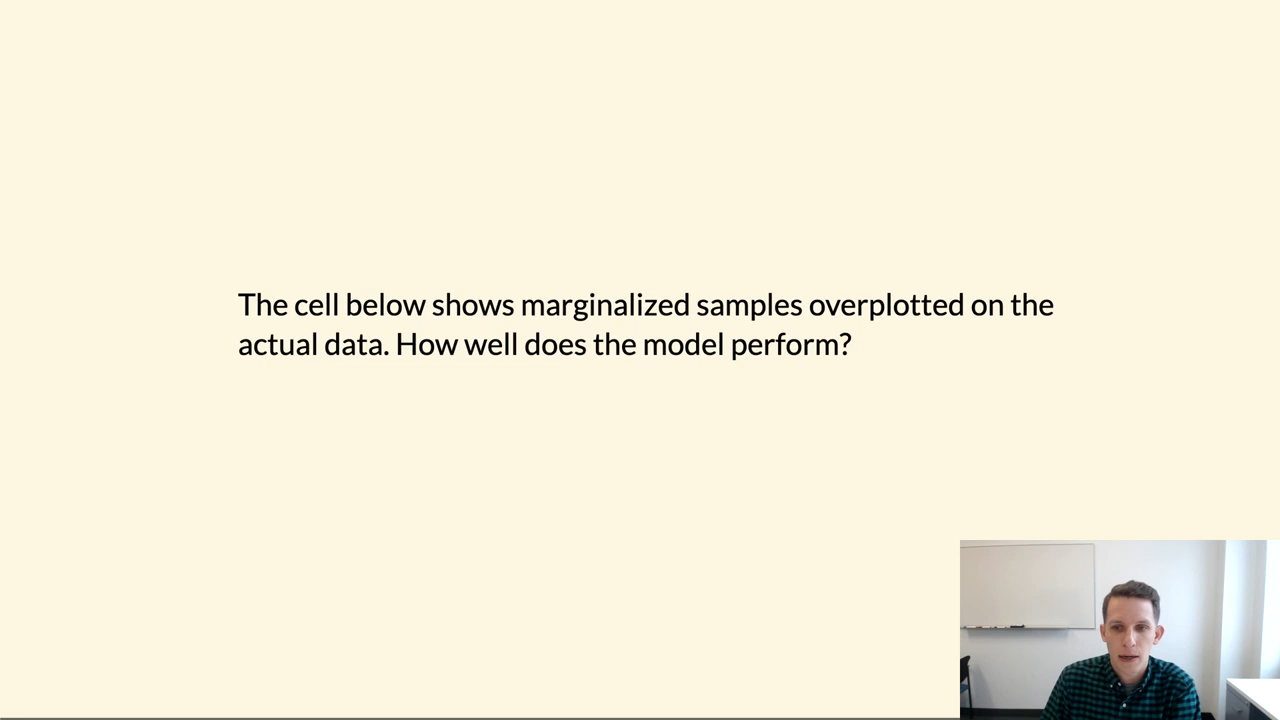 The cell below shows marginalized samples overplotted on the
actual data. How well does the model perform?